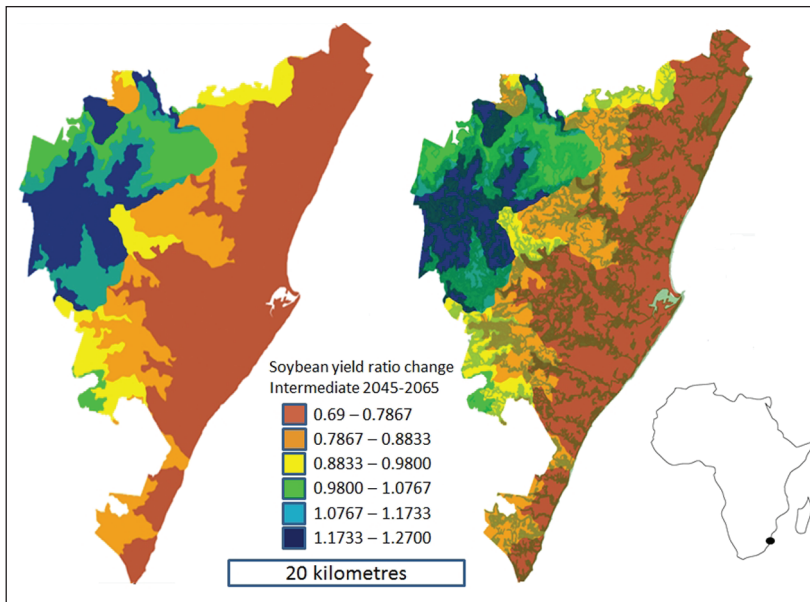 Soybean yield ratio change
Intermediate 2045-2065
0.69 – 0.7867
0.7867 – 0.8833
0.8833 – 0.9800
0.9800 – 1.0767
1.0767 – 1.1733
1.1733 – 1.2700
20 kilometres